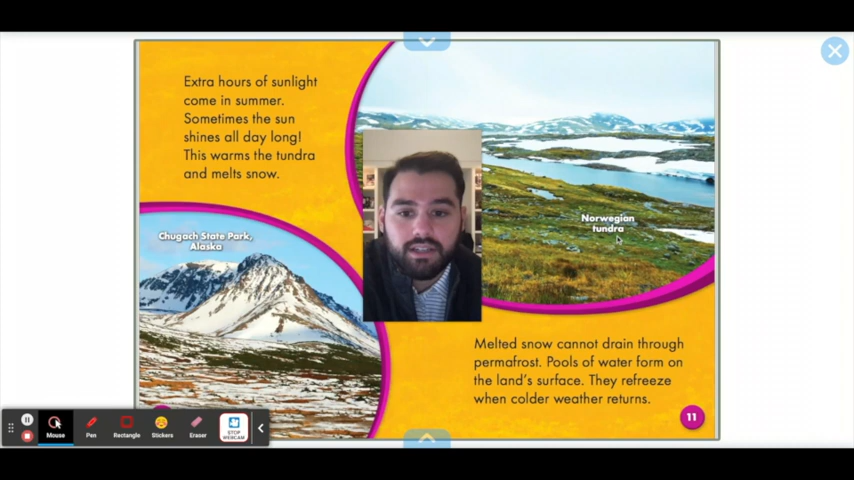 Extra hours of sunlight
come in summer.
Sometimes the sun
shines all day long!
This warms the tundra
and melts snow.
Norwegian
tundra
Chugach State Park,
Alaska
Melted snow cannot drain through
permafrost. Pools of water form on
the land's surface. They refreeze
when colder weather returns.
11
Mouse
Pen
Rectangle
Stickers
Eraser
STOP
WEBCAM